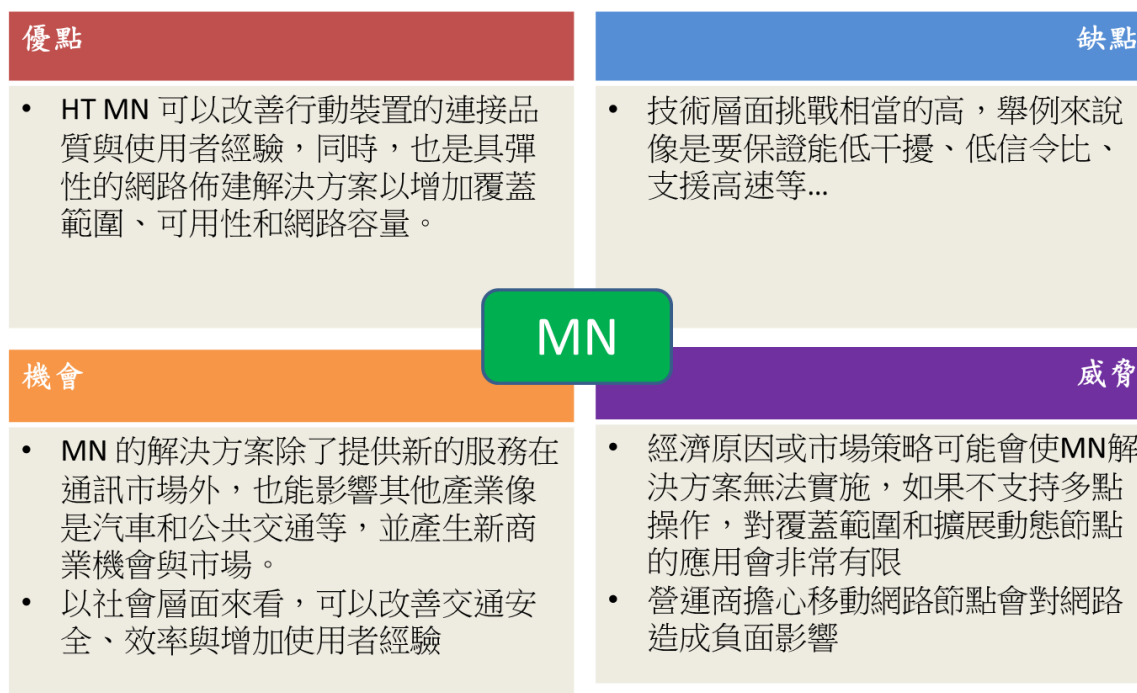 優點
• HT MN 可以改善行動裝置的連接品
質與使用者經驗，同時，也是具彈
性的網路佈建解決方案以增加覆蓋
範圍、可用性和網路容量。
缺點
• 技術層面挑戰相當的高，舉例來說
像是要保證能低干擾、低信令比、
支援高速等...
MN
機會
• MN 的解決方案除了提供新的服務在
通訊市場外，也能影響其他產業像
是汽車和公共交通等，並產生新商
業機會與市場。
• 以社會層面來看，可以改善交通安
全、效率與增加使用者經驗
威脅
• 經濟原因或市場策略可能會使MN解
決方案無法實施，如果不支持多點
操作，對覆蓋範圍和擴展動態節點
的應用會非常有限
• 營運商擔心移動網路節點會對網路
造成負面影響